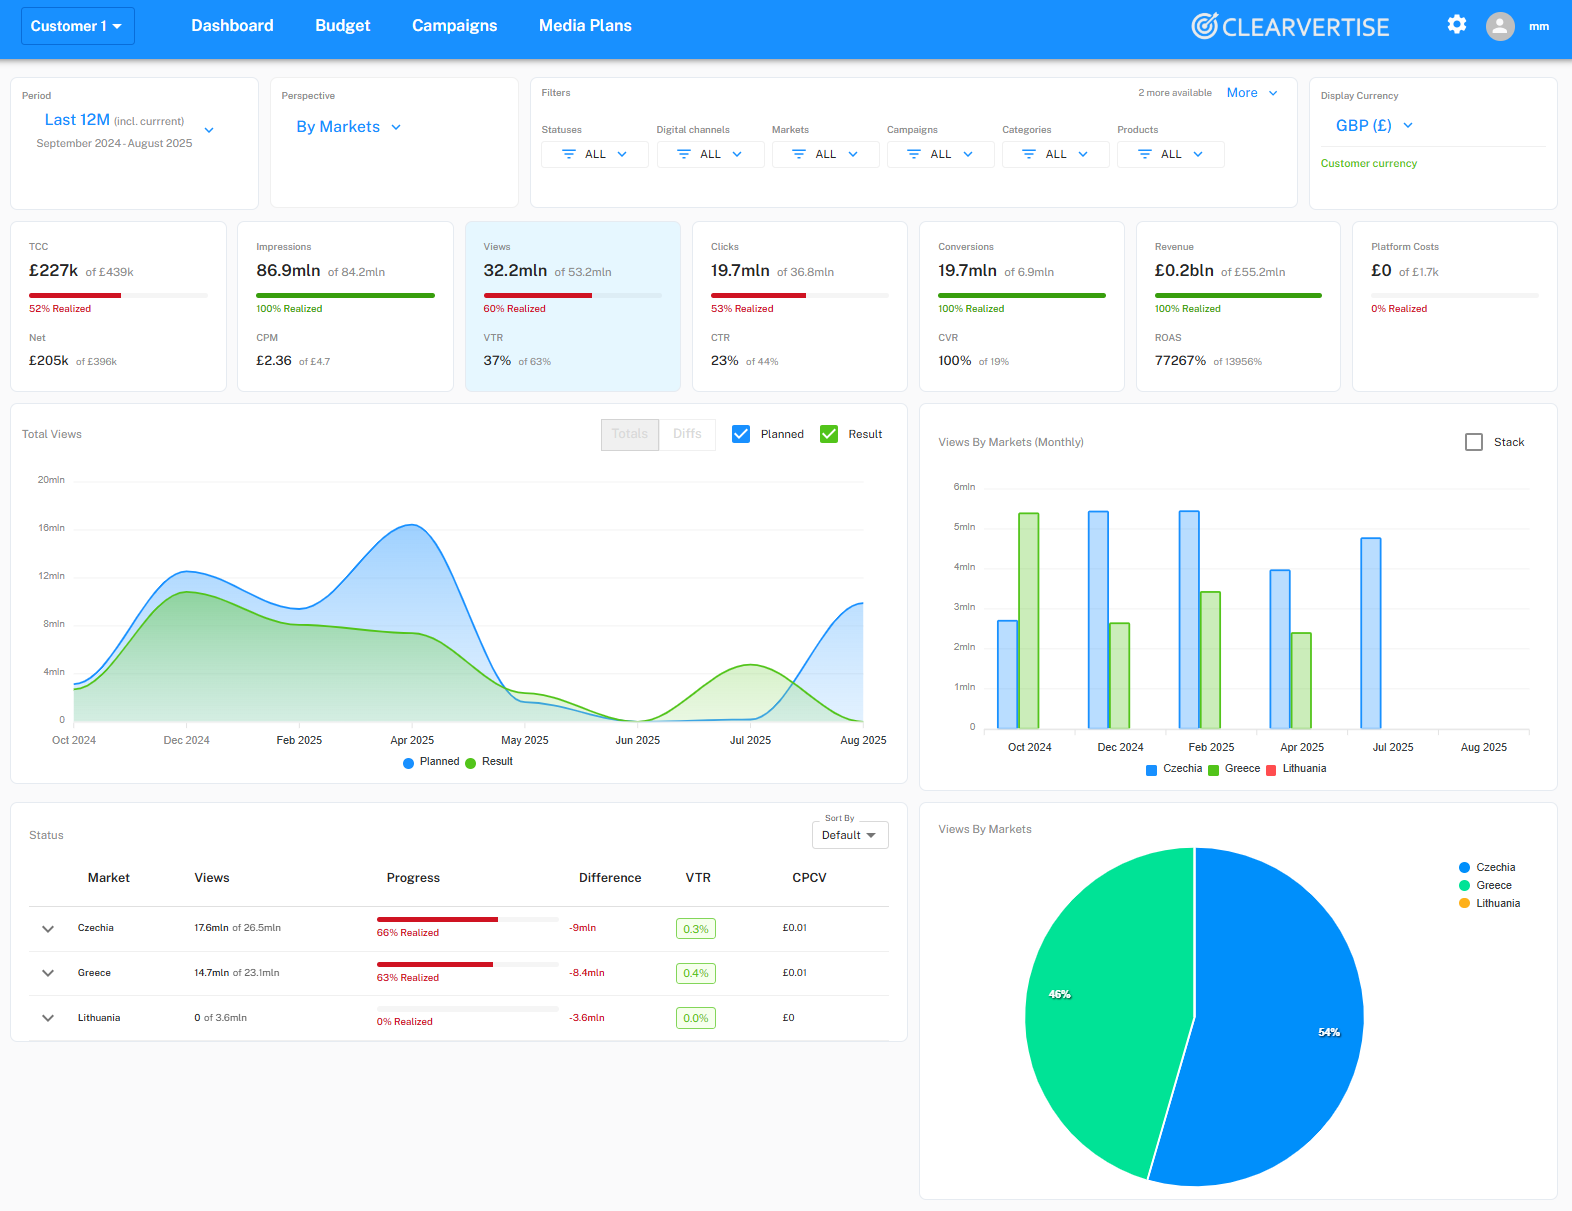 Customer 1
Dashboard
Budget
Campaigns
Media Plans
CLEARVERTISE
mm
Period
Last 12M (incl. currrent)
September 2024 - August 2025
Perspective
By Markets
Filters
2 more available More
Statuses
ALL
Digital channels
ALL
Markets
ALL
Campaigns
ALL
Categories
ALL
Products
ALL
Display Currency
GBP (£)
Customer currency
TCC
£227k of £439k
52% Realized
Net
£205k of £396k
Impressions
86.9mln of 84.2mln
100% Realized
CPM
£2.36 of £4.7
Views
32.2mln of 53.2mln
60% Realized
VTR
37% of 63%
Clicks
19.7mln of 36.8mln
53% Realized
CTR
23% of 44%
Conversions
19.7mln of 6.9mln
100% Realized
CVR
100% of 19%
Revenue
£0.2bln of £55.2mln
100% Realized
ROAS
77267% of 13956%
Platform Costs
£0 of £1.7k
0% Realized
Total Views
Totals
Diffs
Planned
Result
20mln
16mln
12mln
8mln
4mln
0
Oct 2024 Dec 2024 Feb 2025 Apr 2025 May 2025 Jun 2025 Jul 2025 Aug 2025
Planned Result
Views By Markets (Monthly)
Stack
6mln
5mln
4mln
3mln
2mln
1mln
0
Oct 2024 Dec 2024 Feb 2025 Apr 2025 Jul 2025 Aug 2025
Czechia Greece Lithuania
Status
Sort By
Default
Market Views Progress Difference VTR CPCV
Czechia 17.6mln of 26.5mln 66% Realized -9mln 0.3% £0.01
Greece 14.7mln of 23.1mln 63% Realized -8.4mln 0.4% £0.01
Lithuania 0 of 3.6mln 0% Realized -3.6mln 0.0% £0
Views By Markets
Czechia
Greece
Lithuania
46%
54%